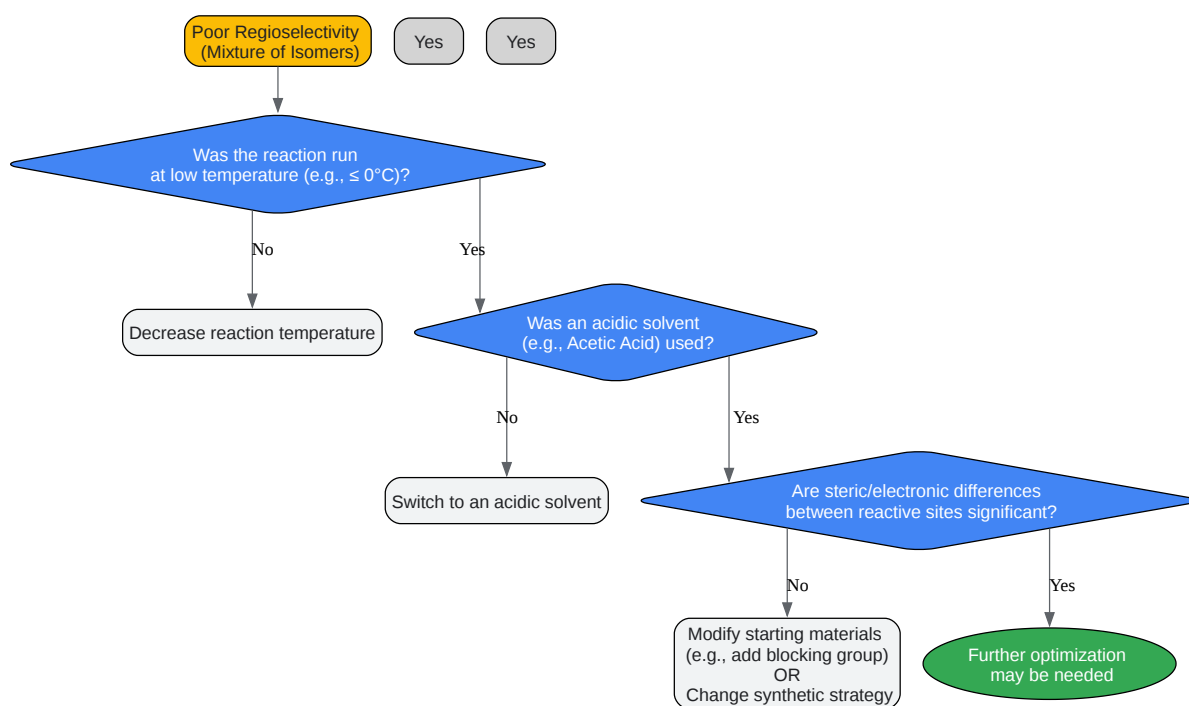 Poor Regioselectivity
(Mixture of Isomers)
Yes
Yes
Was the reaction run
at low temperature (e.g., ≤ 0°C)?
No
Yes
Decrease reaction temperature
Was an acidic solvent
(e.g., Acetic Acid) used?
No
Yes
Switch to an acidic solvent
Are steric/electronic differences
between reactive sites significant?
No
Yes
Modify starting materials
(e.g., add blocking group)
OR
Change synthetic strategy
Further optimization
may be needed